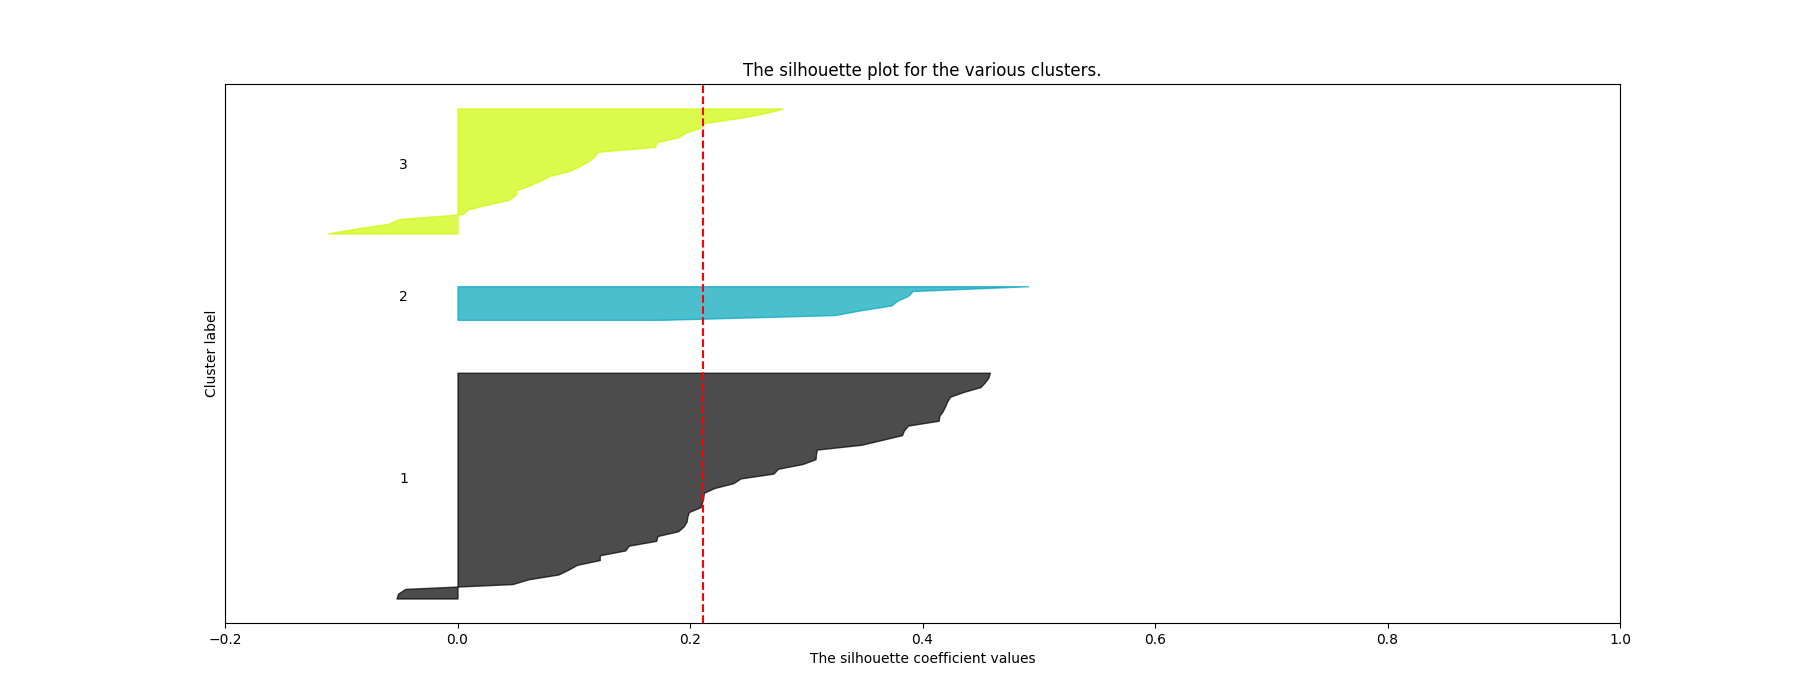 The silhouette plot for the various clusters.
3
2
1
Cluster label
−0.2 0.0 0.2 0.4 0.6 0.8 1.0
The silhouette coefficient values